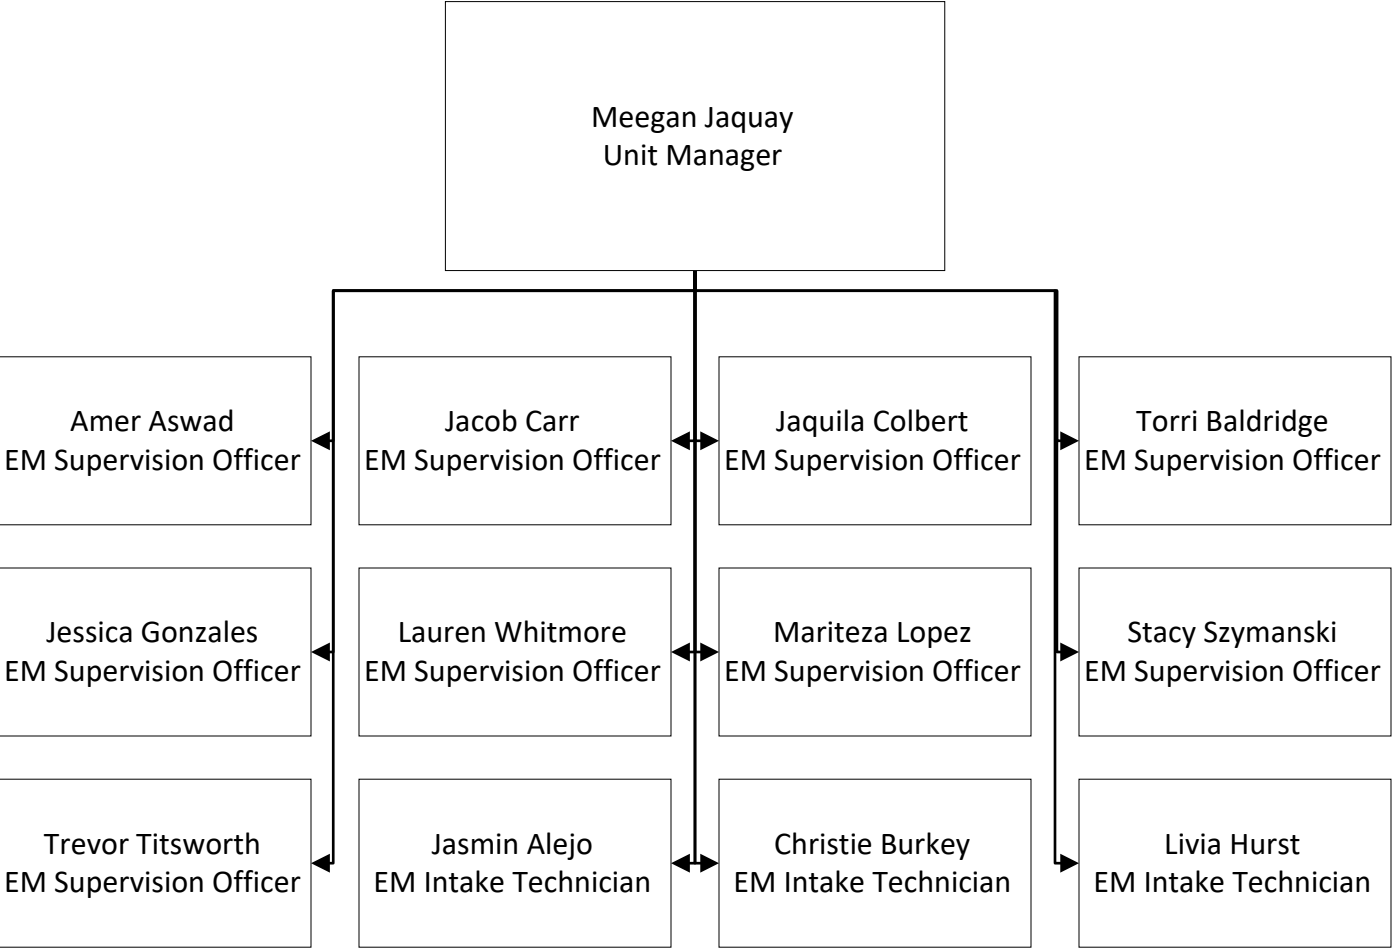 Meegan Jaquay
Unit Manager
Amer Aswad
EM Supervision Officer
Jacob Carr
EM Supervision Officer
Jaquila Colbert
EM Supervision Officer
Torri Baldridge
EM Supervision Officer
Jessica Gonzales
EM Supervision Officer
Lauren Whitmore
EM Supervision Officer
Mariteza Lopez
EM Supervision Officer
Stacy Szymanski
EM Supervision Officer
Trevor Titsworth
EM Supervision Officer
Jasmin Alejo
EM Intake Technician
Christie Burkey
EM Intake Technician
Livia Hurst
EM Intake Technician